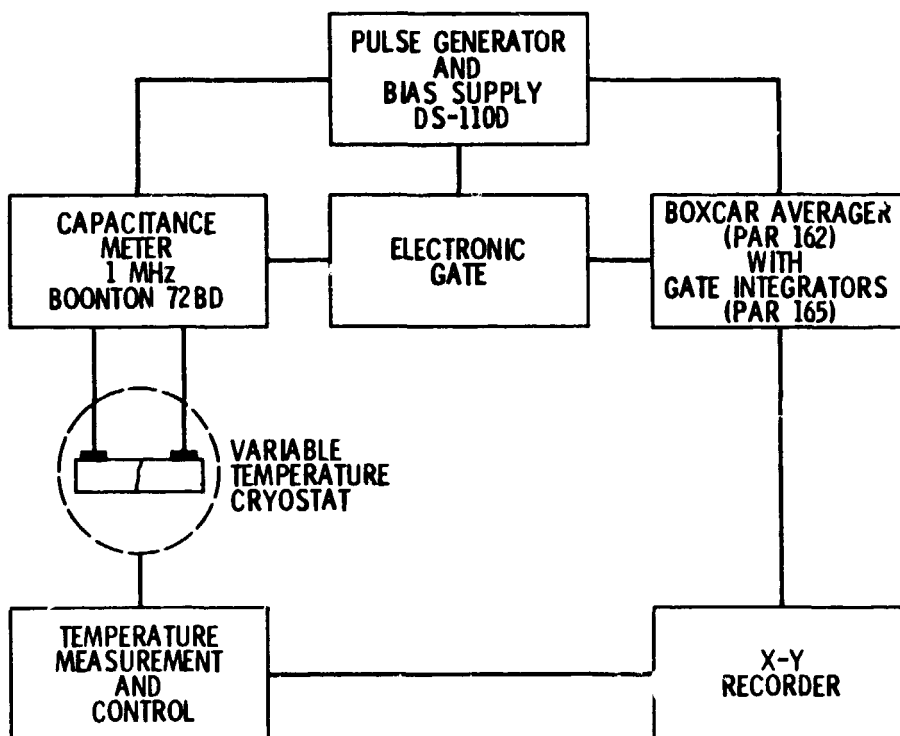 PULSE GENERATOR
AND
BIAS SUPPLY
DS-110D
CAPACITANCE
METER
1 MHz
BOONTON 72BD
ELECTRONIC
GATE
BOXCAR AVERAGER
(PAR 162)
WITH
GATE INTEGRATORS
(PAR 165)
VARIABLE
TEMPERATURE
CRYOSTAT
TEMPERATURE
MEASUREMENT
AND
CONTROL
X-Y
RECORDER